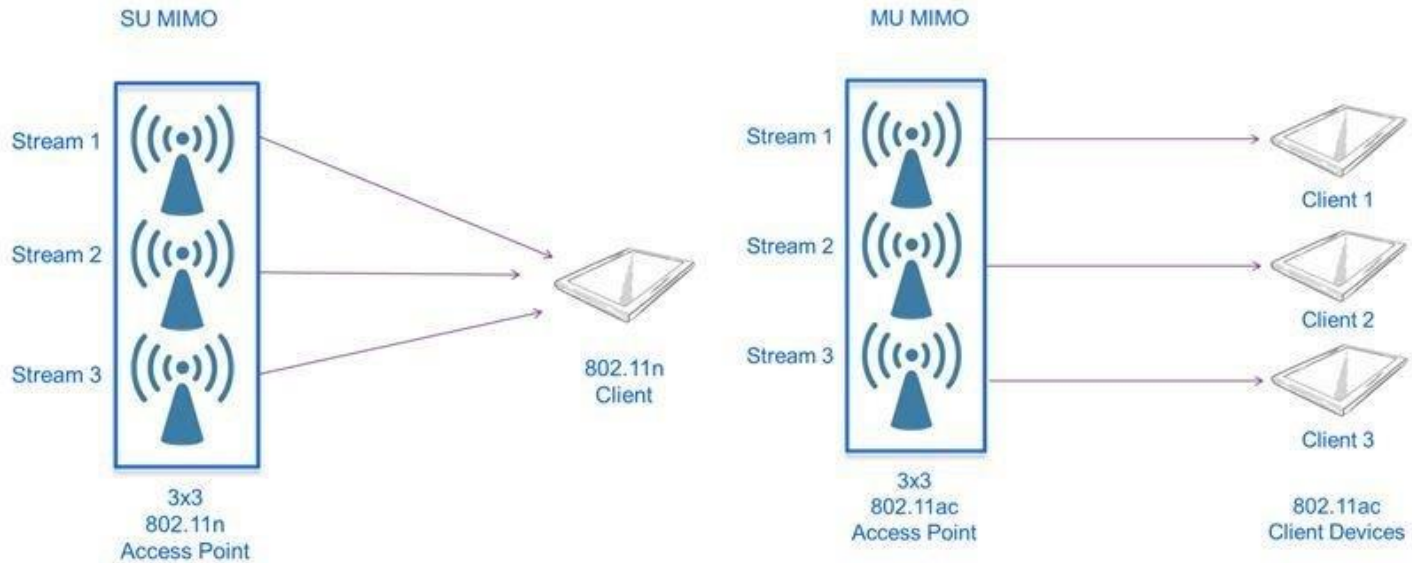 SU MIMO
Stream 1
Stream 2
Stream 3
802.11n
Client
3x3
802.11n
Access Point
MU MIMO
Stream 1
Stream 2
Stream 3
Client 1
Client 2
Client 3
3x3
802.11ac
Access Point
802.11ac
Client Devices